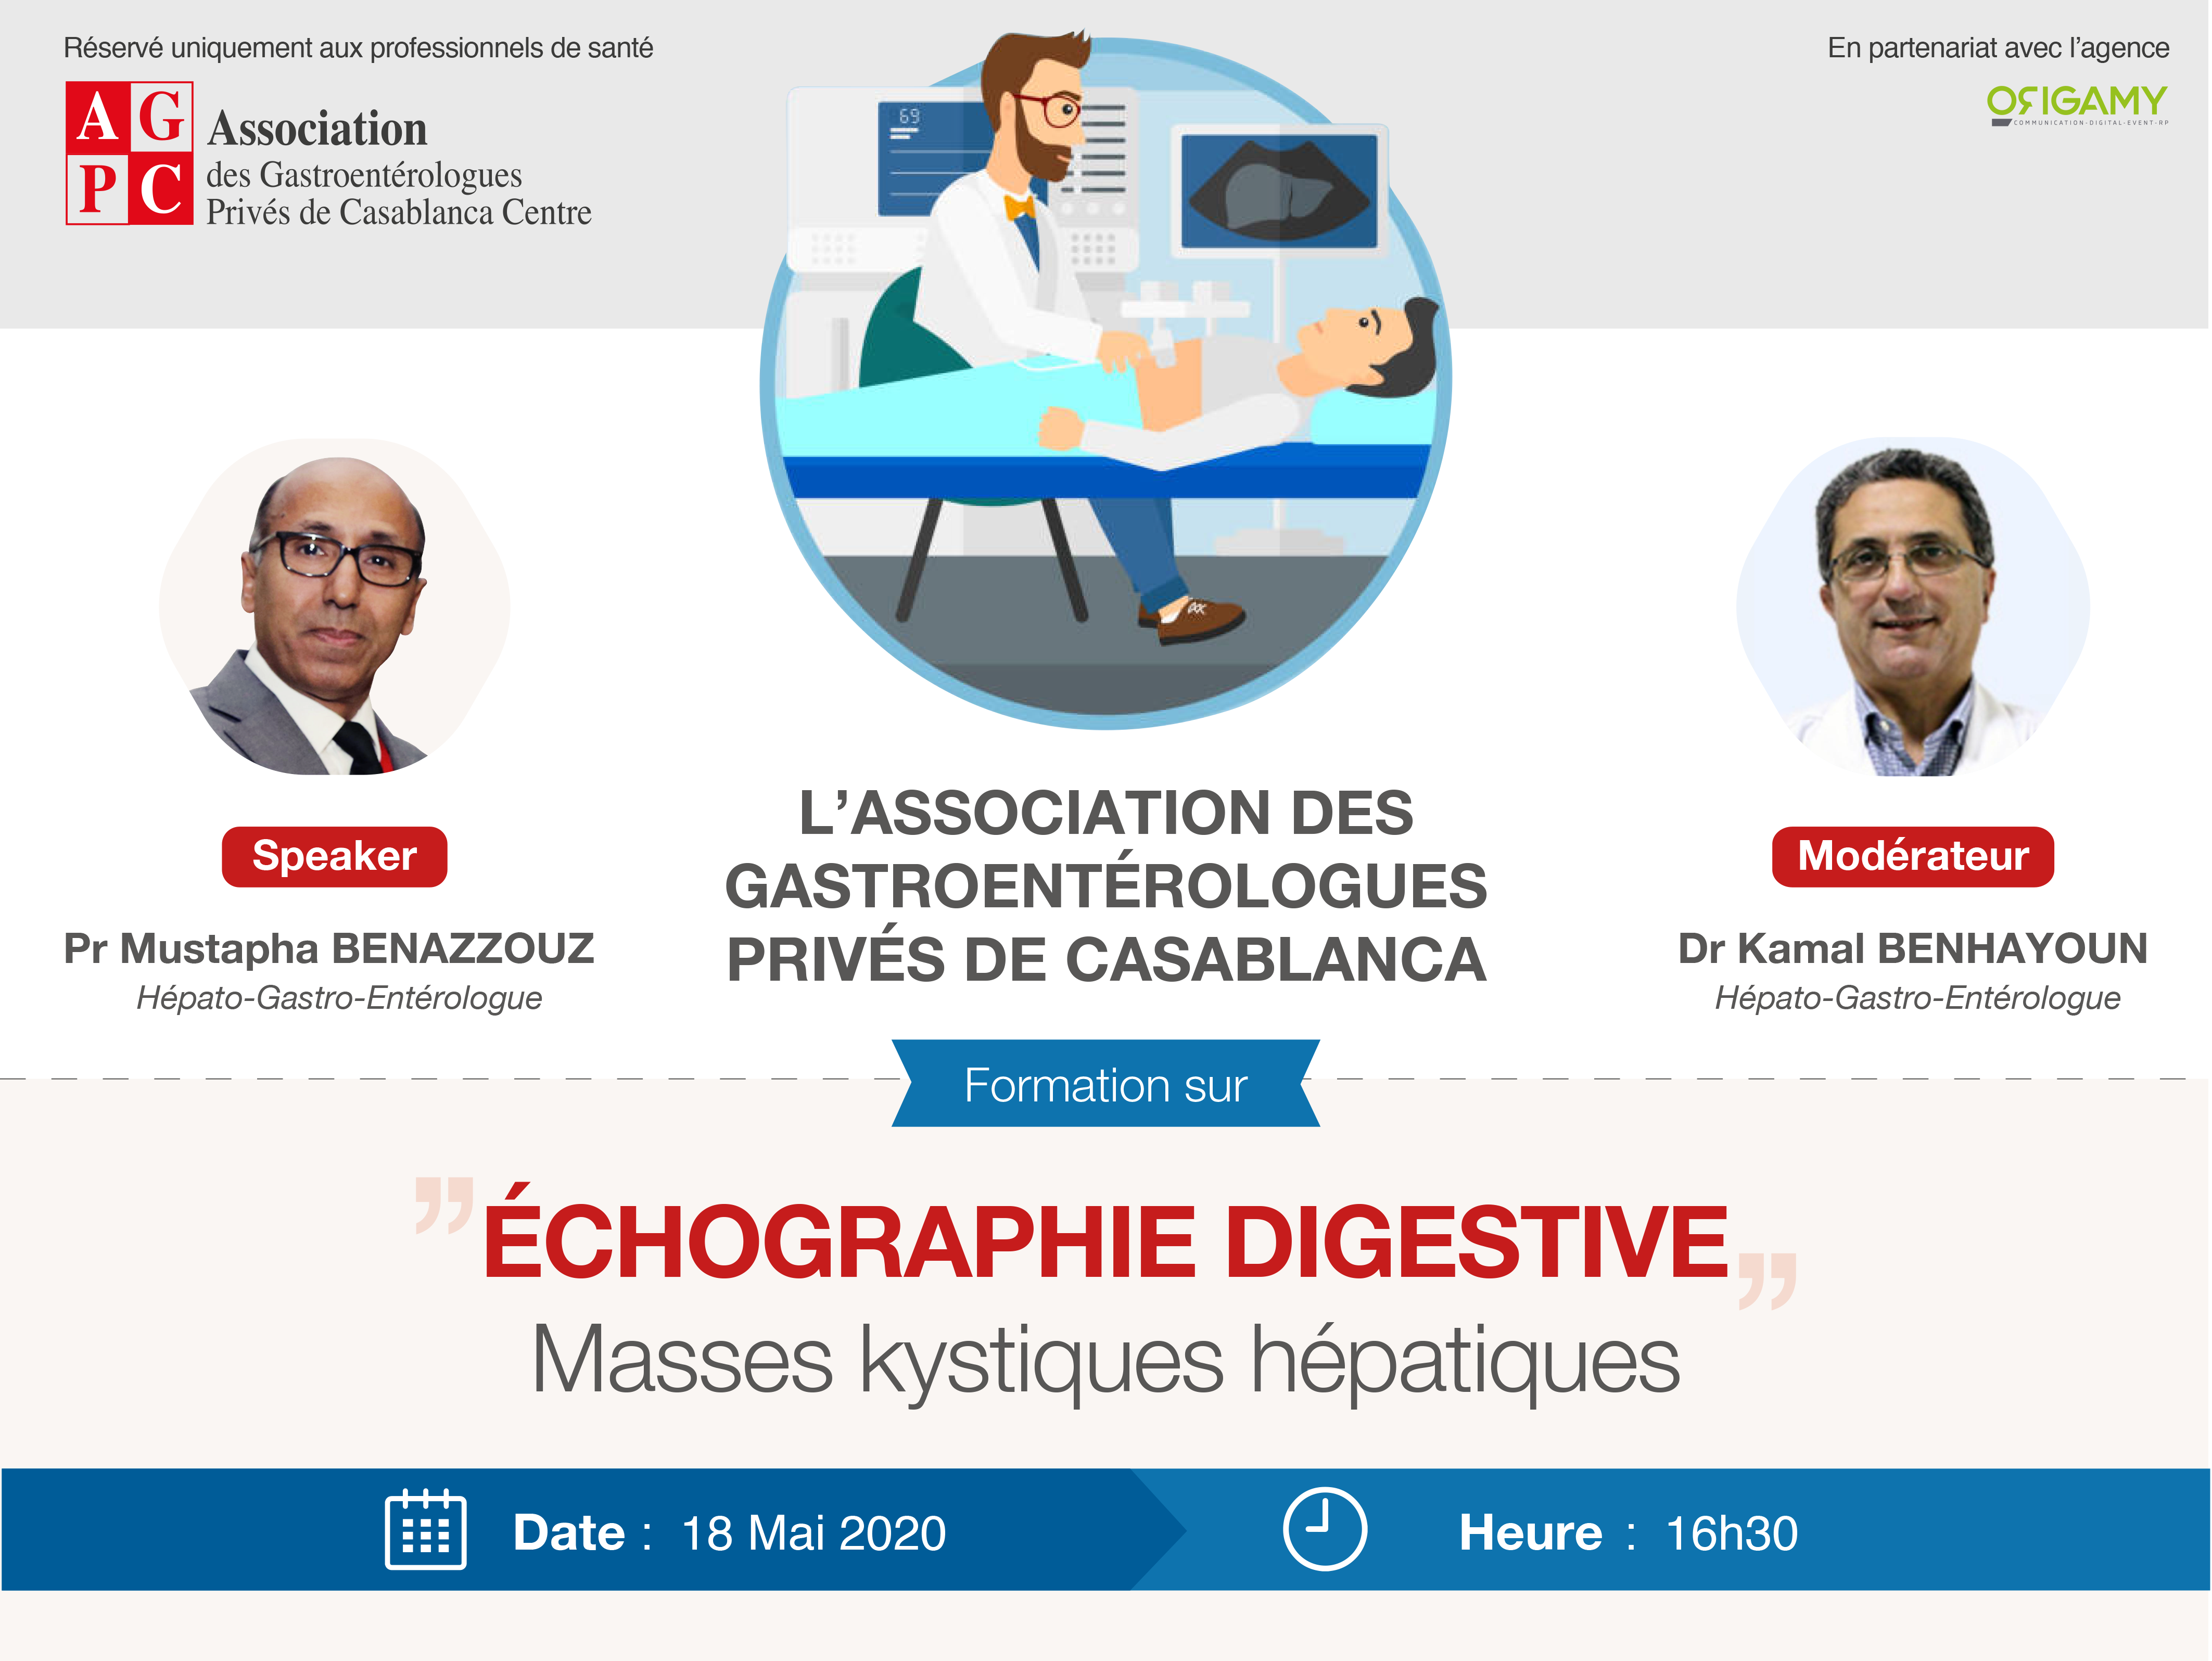 Réservé uniquement aux professionnels de santé
En partenariat avec l’agence
A G
P C
Association
des Gastroentérologues
Privés de Casablanca Centre
ORIGAMY
COMMUNICATION-DIGITAL-EVENT-RP
69
Speaker
Pr Mustapha BENAZZOUZ
Hépato-Gastro-Entérologue
L’ASSOCIATION DES
GASTROENTÉROLOGUES
PRIVÉS DE CASABLANCA
Modérateur
Dr Kamal BENHAYOUN
Hépato-Gastro-Entérologue
Formation sur
”ÉCHOGRAPHIE DIGESTIVE”
Masses kystiques hépatiques
Date : 18 Mai 2020
Heure : 16h30